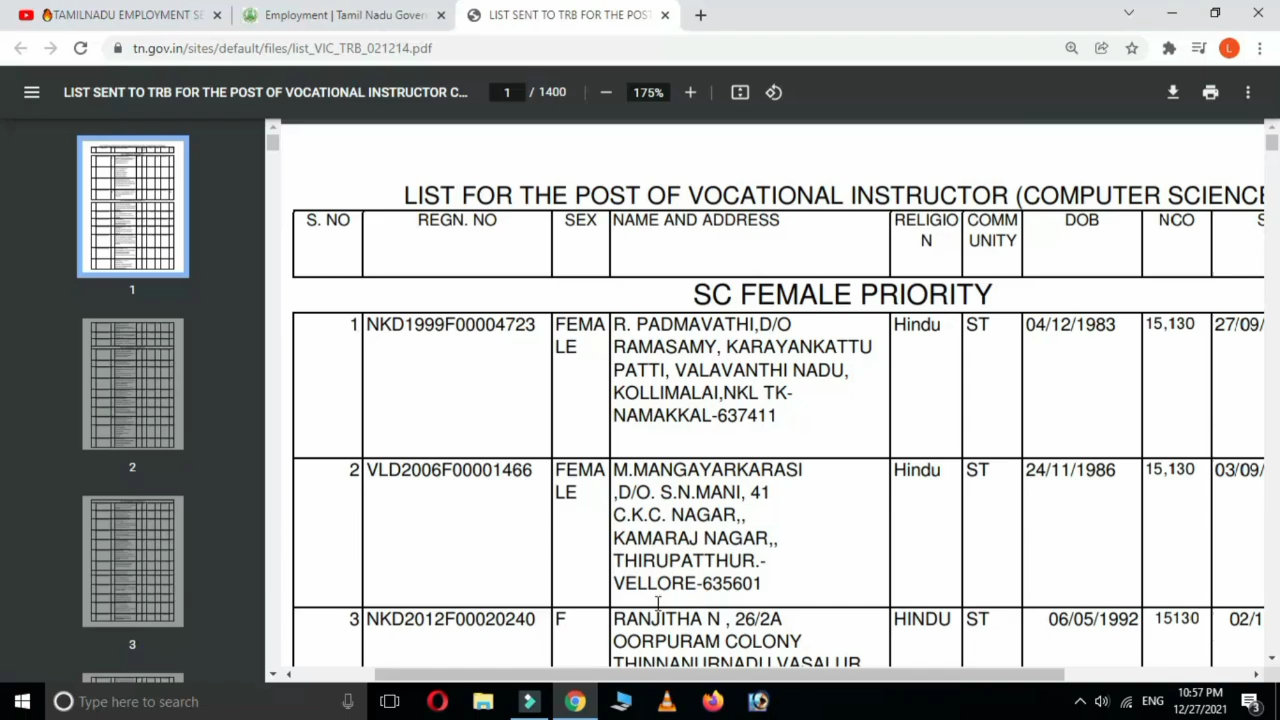 🔥TAMILNADU EMPLOYMENT SE
Employment | Tamil Nadu Govern
LIST SENT TO TRB FOR THE POST
tn.gov.in/sites/default/files/list_VIC_TRB_021214.pdf
L
LIST SENT TO TRB FOR THE POST OF VOCATIONAL INSTRUCTOR C...
1 / 1400
175%
1
2
3
LIST FOR THE POST OF VOCATIONAL INSTRUCTOR (COMPUTER SCIENCE
S. NO REGN. NO SEX NAME AND ADDRESS RELIGIO COMM DOB NCO S
N UNITY
SC FEMALE PRIORITY
1 NKD1999F00004723 FEMA R. PADMAVATHI,D/O Hindu ST 04/12/1983 15,130 27/09/
LE RAMASAMY, KARAYANKATTU
PATTI, VALAVANTHI NADU,
KOLLIMALAI,NKL TK-
NAMAKKAL-637411
2 VLD2006F00001466 FEMA M.MANGAYARKARASI Hindu ST 24/11/1986 15,130 03/09/
LE ,D/O. S.N.MANI, 41
C.K.C. NAGAR,,
KAMARAJ NAGAR,,
THIRUPATTHUR.-
VELLORE-635601
3 NKD2012F00020240 F RANJITHA N , 26/2A HINDU ST 06/05/1992 15130 02/1
OORPURAM COLONY
THINNANURNADU VASALUR
Type here to search
ENG
10:57 PM
12/27/2021
3